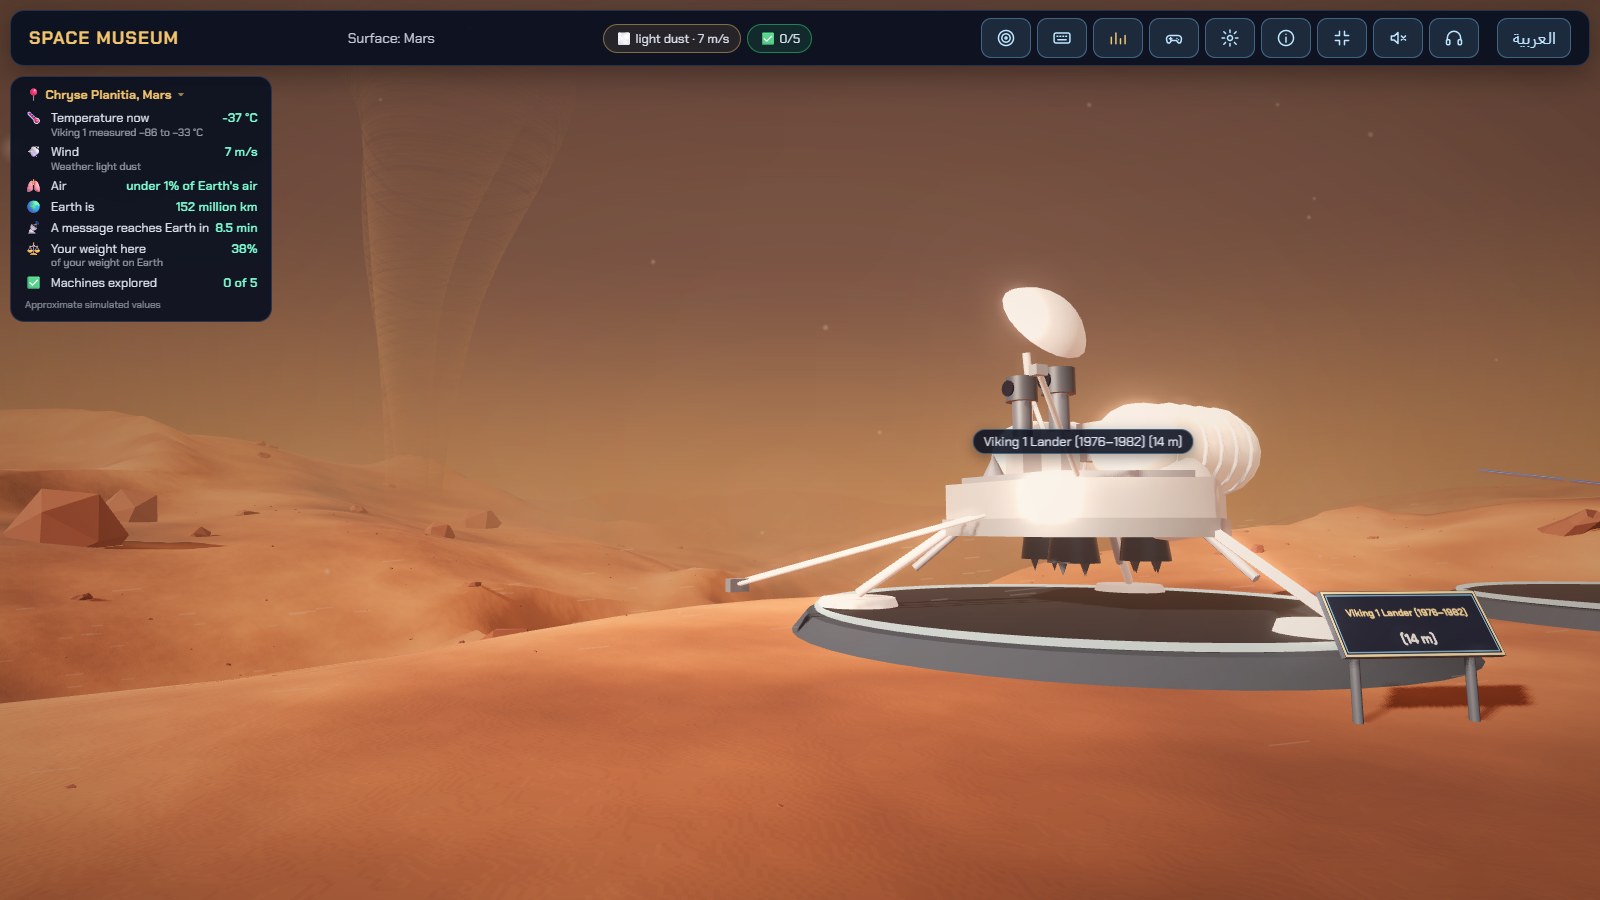 SPACE MUSEUM
Surface: Mars
light dust · 7 m/s
0/5
العربية
Chryse Planitia, Mars
Temperature now -37 °C
Viking 1 measured −86 to −33 °C
Wind 7 m/s
Weather: light dust
Air under 1% of Earth's air
Earth is 152 million km
A message reaches Earth in 8.5 min
Your weight here 38%
of your weight on Earth
Machines explored 0 of 5
Approximate simulated values
Viking 1 Lander (1976–1982) (14 m)
Viking 1 Lander (1976–1982)
(14 m)